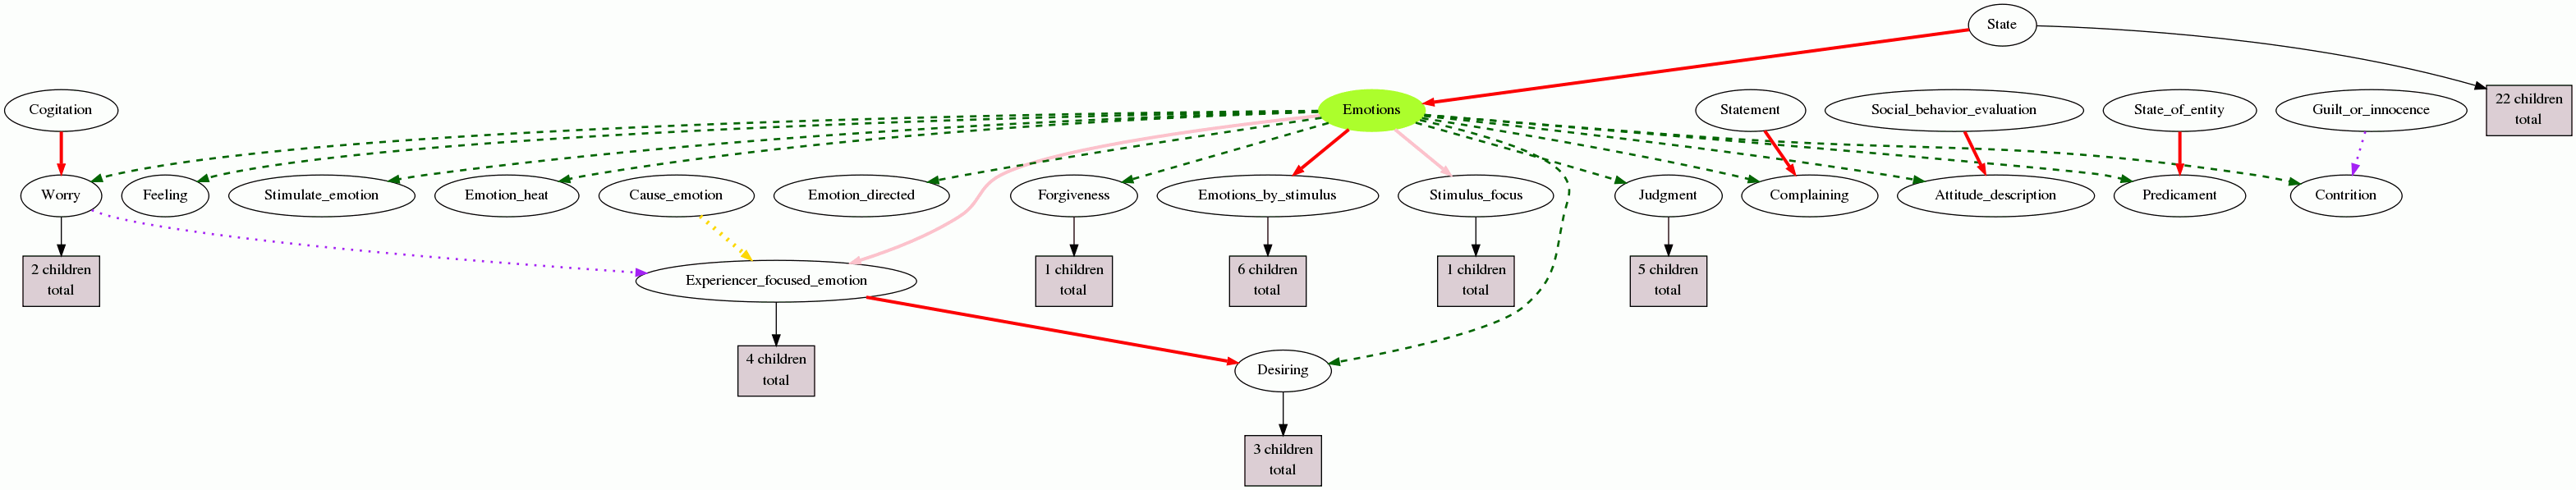 State
Cogitation
Emotions
Statement
Social_behavior_evaluation
State_of_entity
Guilt_or_innocence
22 children
total
Worry
Feeling
Stimulate_emotion
Emotion_heat
Cause_emotion
Emotion_directed
Forgiveness
Emotions_by_stimulus
Stimulus_focus
Judgment
Complaining
Attitude_description
Predicament
Contrition
2 children
total
Experiencer_focused_emotion
1 children
total
6 children
total
1 children
total
5 children
total
4 children
total
Desiring
3 children
total